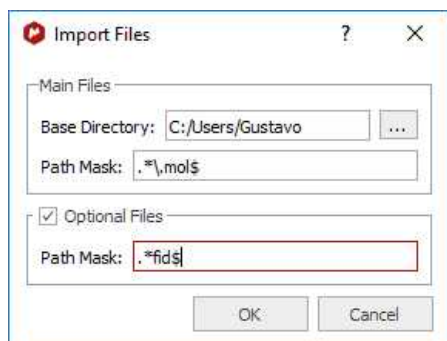 Import Files ? ×
Main Files
Base Directory: C:/Users/Gustavo ...
Path Mask: .*\.mol$
Optional Files
Path Mask: .*fid$
OK Cancel